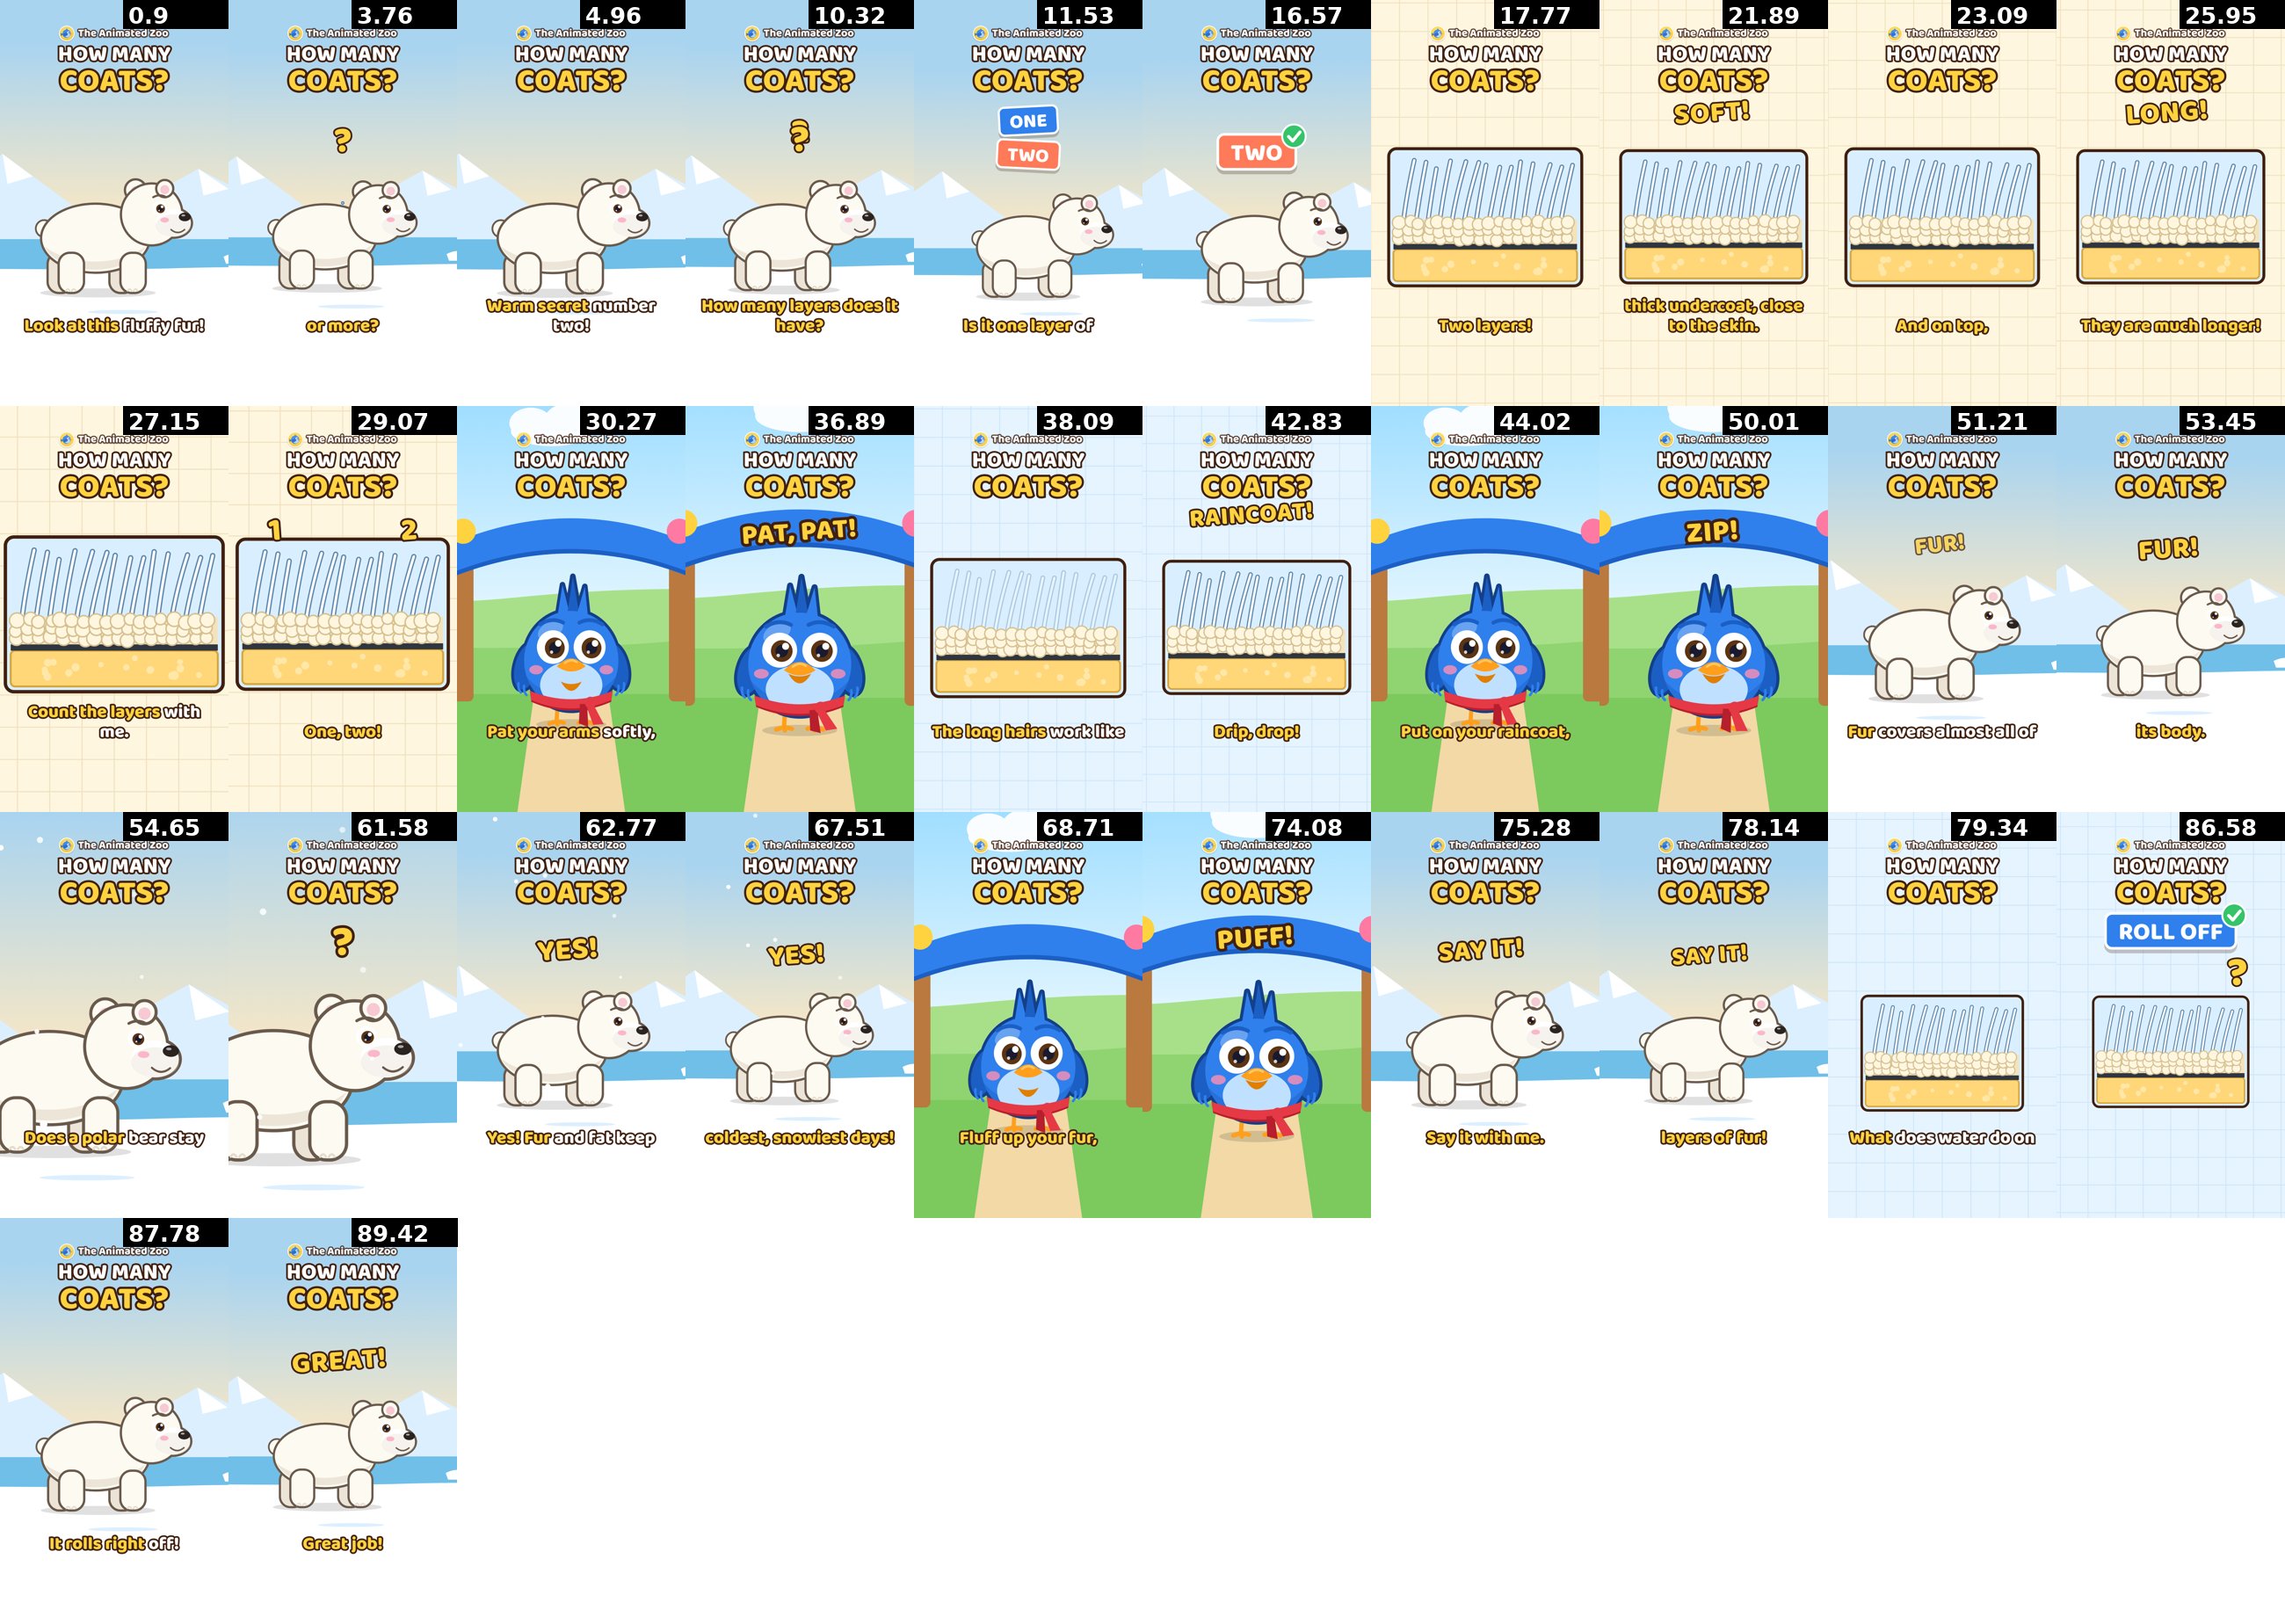 0.9
The Animated Zoo
HOW MANY
COATS?
Look at this fluffy fur!
3.76
The Animated Zoo
HOW MANY
COATS?
?
or more?
4.96
The Animated Zoo
HOW MANY
COATS?
Warm secret number
two!
10.32
The Animated Zoo
HOW MANY
COATS?
?
How many layers does it
have?
11.53
The Animated Zoo
HOW MANY
COATS?
ONE
TWO
Is it one layer of
16.57
The Animated Zoo
HOW MANY
COATS?
TWO
17.77
The Animated Zoo
HOW MANY
COATS?
Two layers!
21.89
The Animated Zoo
HOW MANY
COATS?
SOFT!
thick undercoat, close
to the skin.
23.09
The Animated Zoo
HOW MANY
COATS?
And on top,
25.95
The Animated Zoo
HOW MANY
COATS?
LONG!
They are much longer!
27.15
The Animated Zoo
HOW MANY
COATS?
Count the layers with
me.
29.07
The Animated Zoo
HOW MANY
COATS?
1 2
One, two!
30.27
The Animated Zoo
HOW MANY
COATS?
Pat your arms softly,
36.89
The Animated Zoo
HOW MANY
COATS?
PAT, PAT!
38.09
The Animated Zoo
HOW MANY
COATS?
The long hairs work like
42.83
The Animated Zoo
HOW MANY
COATS?
RAINCOAT!
Drip, drop!
44.02
The Animated Zoo
HOW MANY
COATS?
Put on your raincoat,
50.01
The Animated Zoo
HOW MANY
COATS?
ZIP!
51.21
The Animated Zoo
HOW MANY
COATS?
FUR!
Fur covers almost all of
53.45
The Animated Zoo
HOW MANY
COATS?
FUR!
its body.
54.65
The Animated Zoo
HOW MANY
COATS?
Does a polar bear stay
61.58
The Animated Zoo
HOW MANY
COATS?
?
62.77
The Animated Zoo
HOW MANY
COATS?
YES!
Yes! Fur and fat keep
67.51
The Animated Zoo
HOW MANY
COATS?
YES!
coldest, snowiest days!
68.71
The Animated Zoo
HOW MANY
COATS?
Fluff up your fur,
74.08
The Animated Zoo
HOW MANY
COATS?
PUFF!
75.28
The Animated Zoo
HOW MANY
COATS?
SAY IT!
Say it with me.
78.14
The Animated Zoo
HOW MANY
COATS?
SAY IT!
layers of fur!
79.34
The Animated Zoo
HOW MANY
COATS?
What does water do on
86.58
The Animated Zoo
HOW MANY
COATS?
ROLL OFF
?
87.78
The Animated Zoo
HOW MANY
COATS?
It rolls right off!
89.42
The Animated Zoo
HOW MANY
COATS?
GREAT!
Great job!